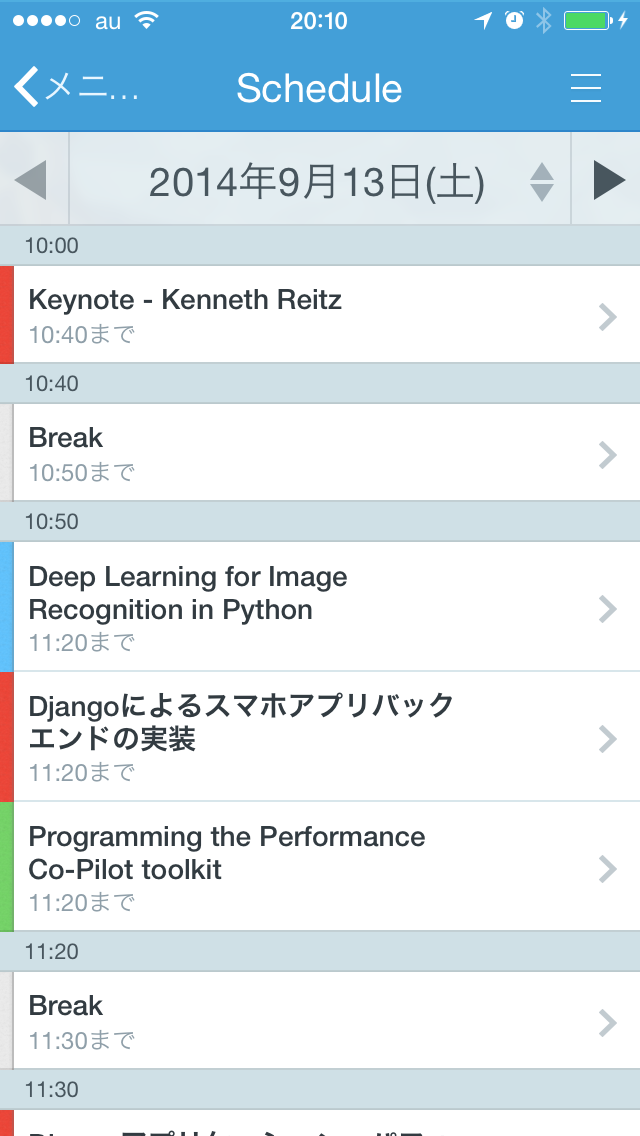 au 20:10
メニ... Schedule
2014年9月13日(土)
10:00
Keynote - Kenneth Reitz
10:40まで
10:40
Break
10:50まで
10:50
Deep Learning for Image
Recognition in Python
11:20まで
Djangoによるスマホアプリバック
エンドの実装
11:20まで
Programming the Performance
Co-Pilot toolkit
11:20まで
11:20
Break
11:30まで
11:30